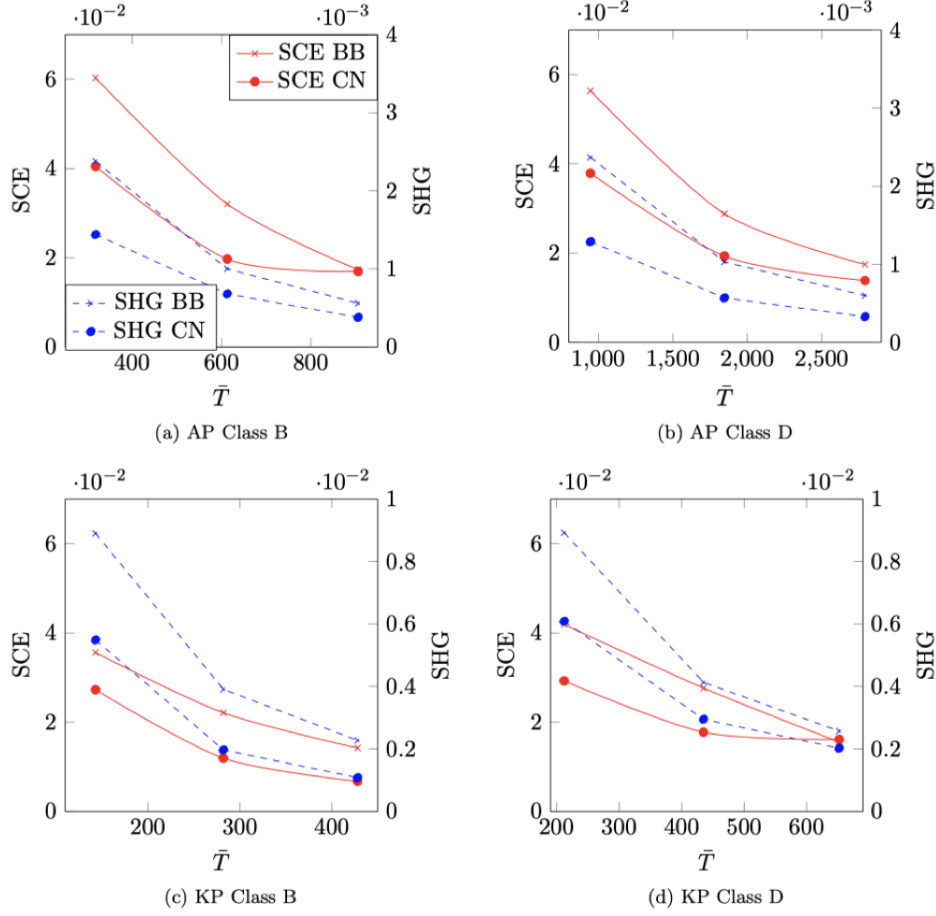 ·10⁻² ·10⁻³
SCE BB
SCE CN
SHG BB
SHG CN
0
2
4
6
SCE
0
1
2
3
4
SHG
400 600 800
T̄
(a) AP Class B
·10⁻² ·10⁻³
0
2
4
6
SCE
0
1
2
3
4
SHG
1,000 1,500 2,000 2,500
T̄
(b) AP Class D
·10⁻² ·10⁻²
0
2
4
6
SCE
0
0.2
0.4
0.6
0.8
1
SHG
200 300 400
T̄
(c) KP Class B
·10⁻² ·10⁻²
0
2
4
6
SCE
0
0.2
0.4
0.6
0.8
1
SHG
200 300 400 500 600
T̄
(d) KP Class D